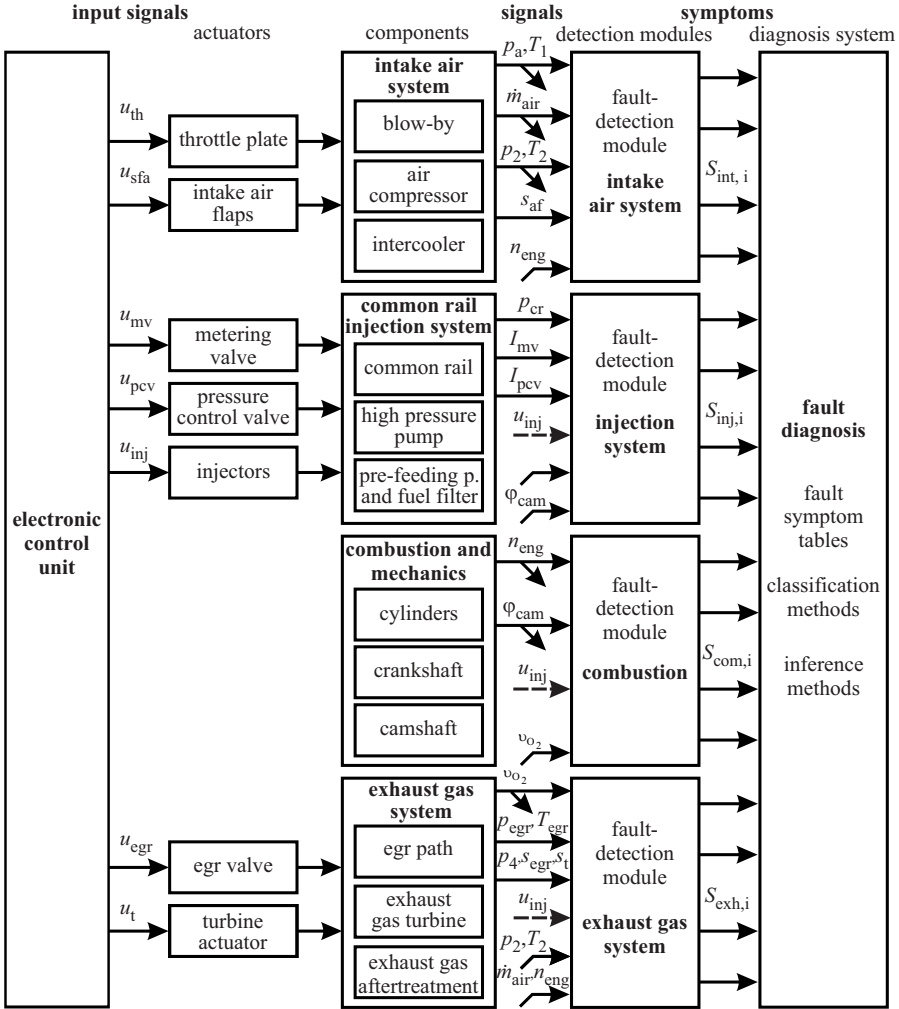 input signals
signals
symptoms
actuators
components
detection modules
diagnosis system
electronic
control
unit
u_th
u_sfa
throttle plate
intake air
flaps
intake air
system
blow-by
air
compressor
intercooler
p_a, T_1
ṁ_air
p_2, T_2
s_af
n_eng
fault-
detection
module
intake
air system
S_int, i
u_mv
u_pcv
u_inj
metering
valve
pressure
control valve
injectors
common rail
injection system
common rail
high pressure
pump
pre-feeding p.
and fuel filter
p_cr
I_mv
I_pcv
u_inj
φ_cam
fault-
detection
module
injection
system
S_inj,i
combustion and
mechanics
cylinders
crankshaft
camshaft
n_eng
φ_cam
u_inj
υ_O₂
fault-
detection
module
combustion
S_com,i
u_egr
u_t
egr valve
turbine
actuator
exhaust gas
system
egr path
exhaust
gas turbine
exhaust gas
aftertreatment
υ_O₂
p_egr, T_egr
p_4, s_egr, s_t
u_inj
p_2, T_2
ṁ_air, n_eng
fault-
detection
module
exhaust gas
system
S_exh,i
fault
diagnosis
fault
symptom
tables
classification
methods
inference
methods